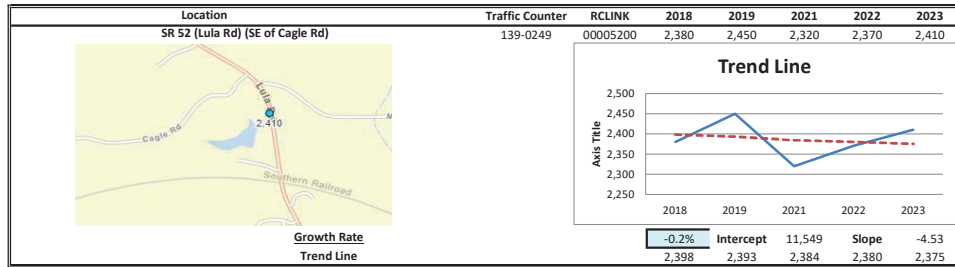 Location Traffic Counter RCLINK 2018 2019 2021 2022 2023
SR 52 (Lula Rd) (SE of Cagle Rd) 139-0249 00005200 2,380 2,450 2,320 2,370 2,410
Lula R
2,410
Cagle Rd
M
Southern Railroad
Trend Line
Axis Title
2,500
2,450
2,400
2,350
2,300
2,250
2018 2019 2021 2022 2023
Growth Rate -0.2% Intercept 11,549 Slope -4.53
Trend Line 2,398 2,393 2,384 2,380 2,375